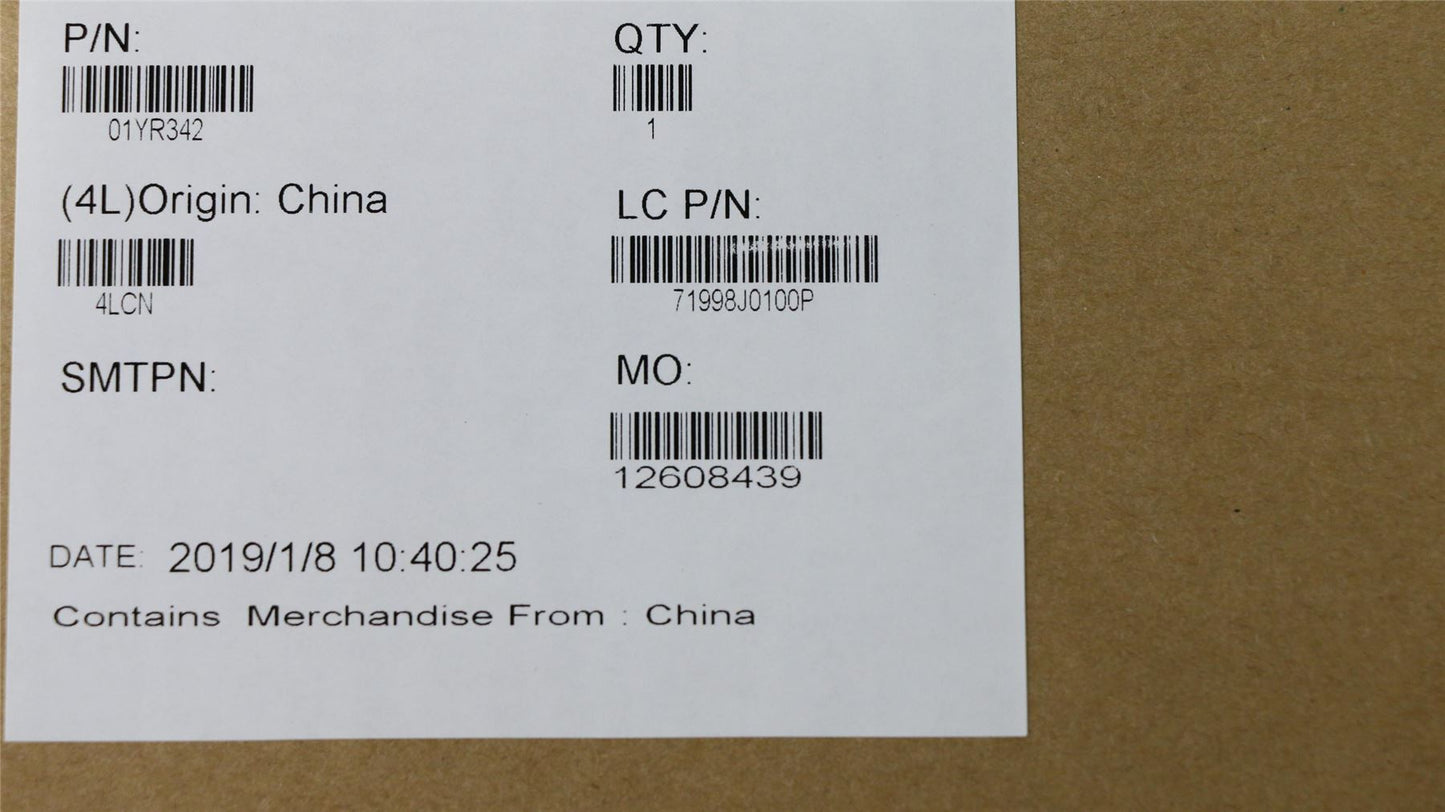 P/N:
QTY:
01YR342
1
(4L)Origin: China
LC P/N:
4LCN
71998J0100P
SMTPN:
MO:
12608439
DATE: 2019/1/8 10:40:25
Contains Merchandise From : China